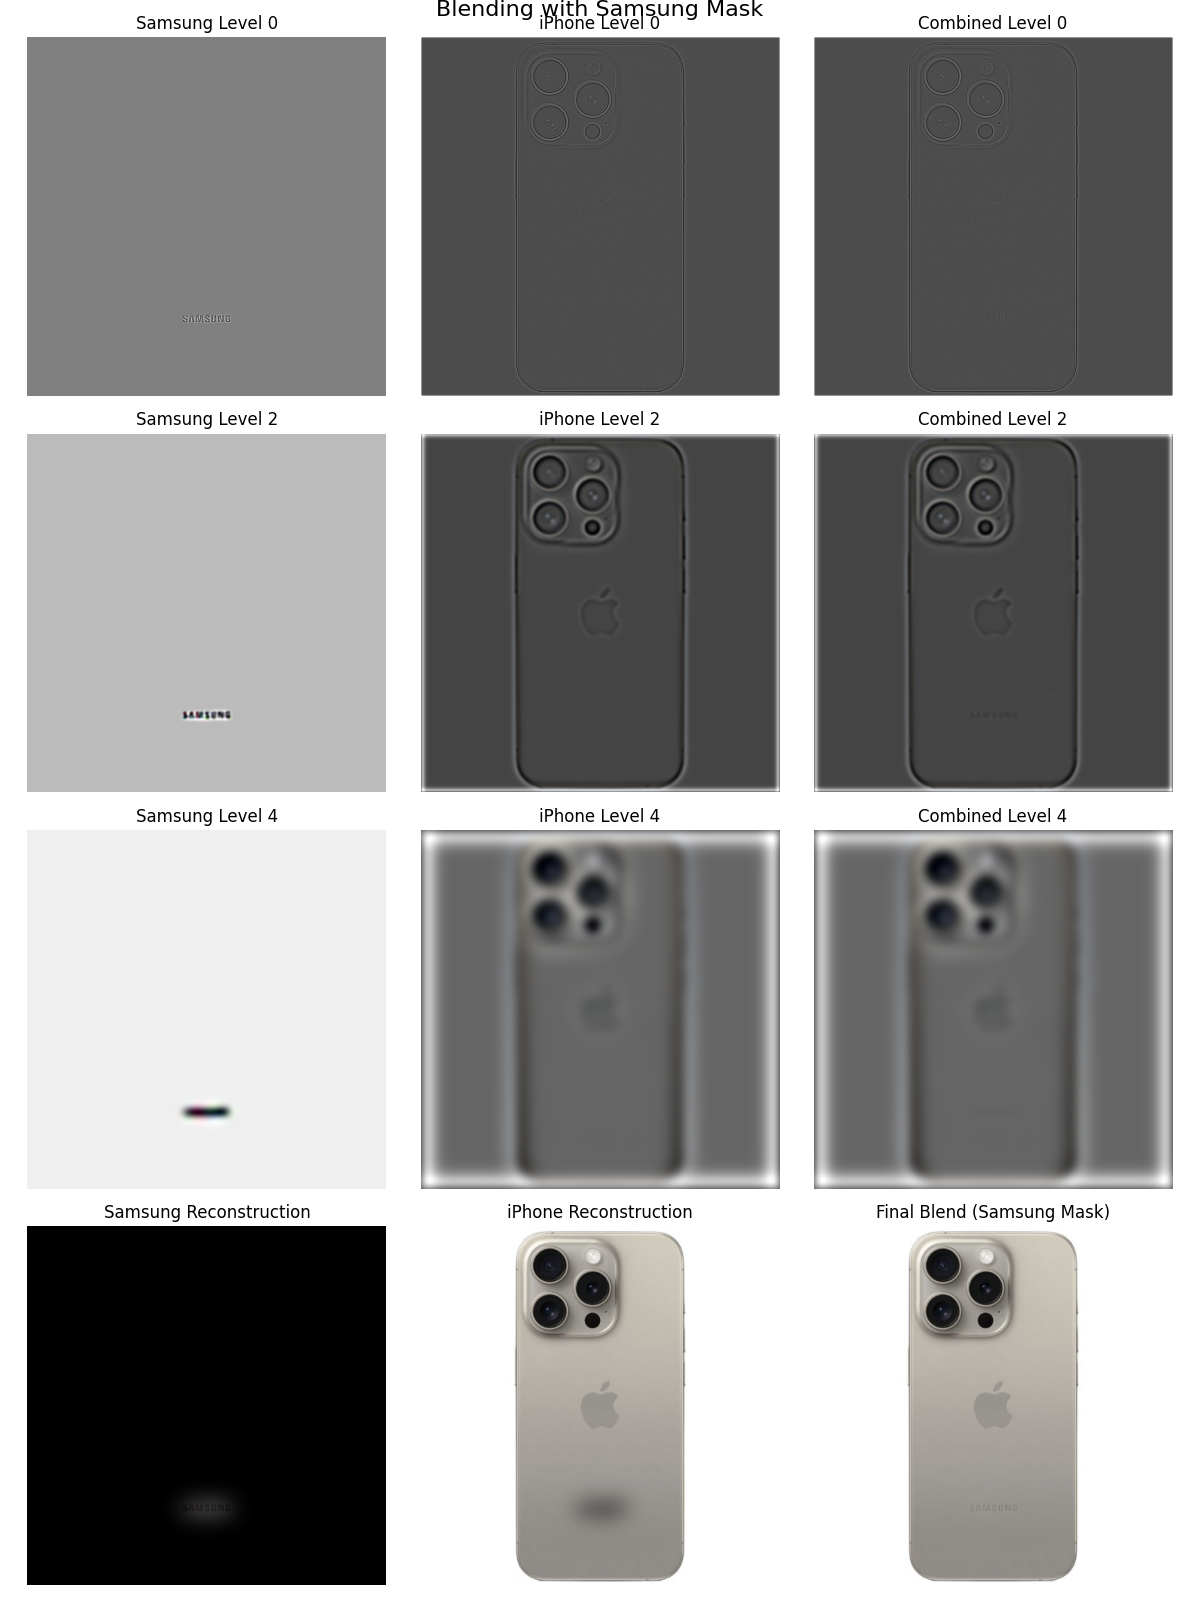 Blending with Samsung Mask
Samsung Level 0
iPhone Level 0
Combined Level 0
SAMSUNG
SAMSUNG
Samsung Level 2
iPhone Level 2
Combined Level 2
SAMSUNG
SAMSUNG
Samsung Level 4
iPhone Level 4
Combined Level 4
Samsung Reconstruction
iPhone Reconstruction
Final Blend (Samsung Mask)
SAMSUNG
SAMSUNG